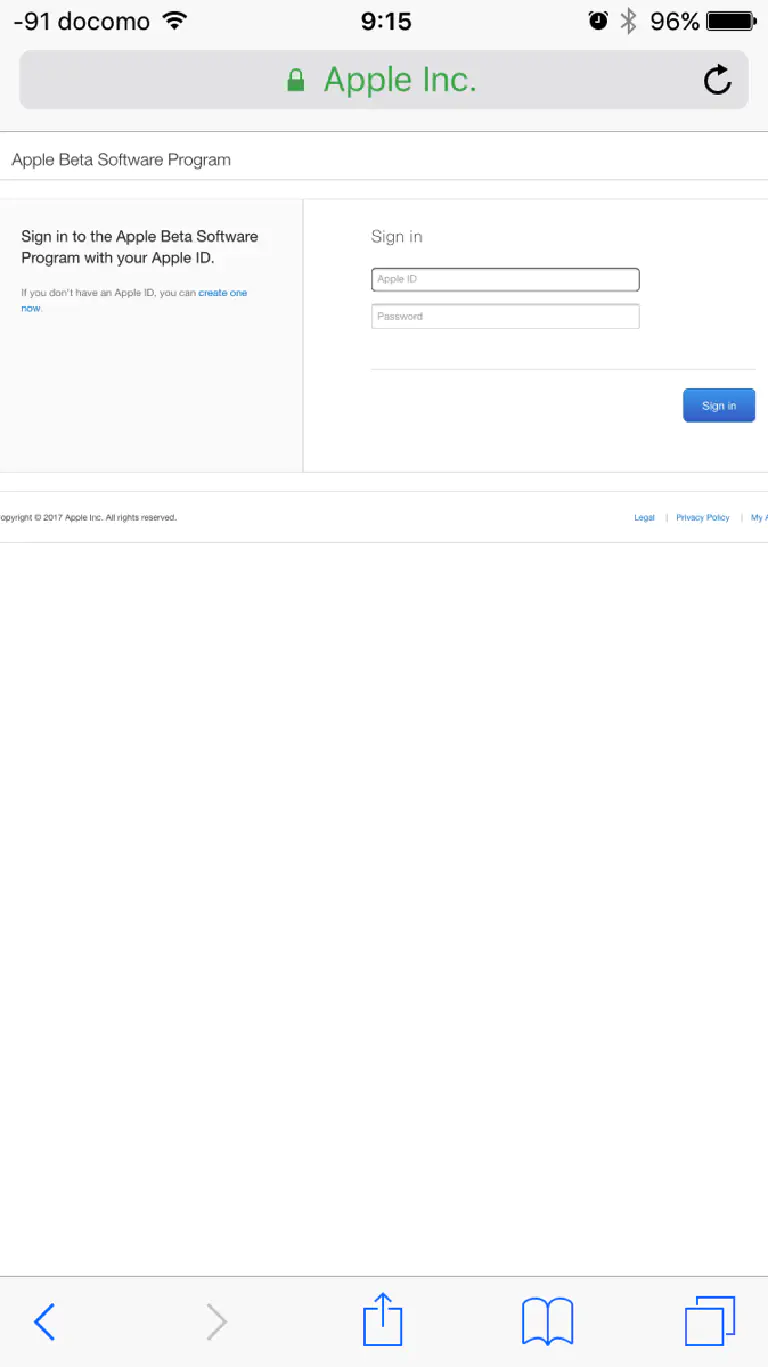 -91 docomo 9:15 96%
Apple Inc.
Apple Beta Software Program
Sign in to the Apple Beta Software
Program with your Apple ID.
If you don't have an Apple ID, you can create one
now.
Sign in
Apple ID
Password
Sign in
opyright © 2017 Apple Inc. All rights reserved.
Legal | Privacy Policy | My A